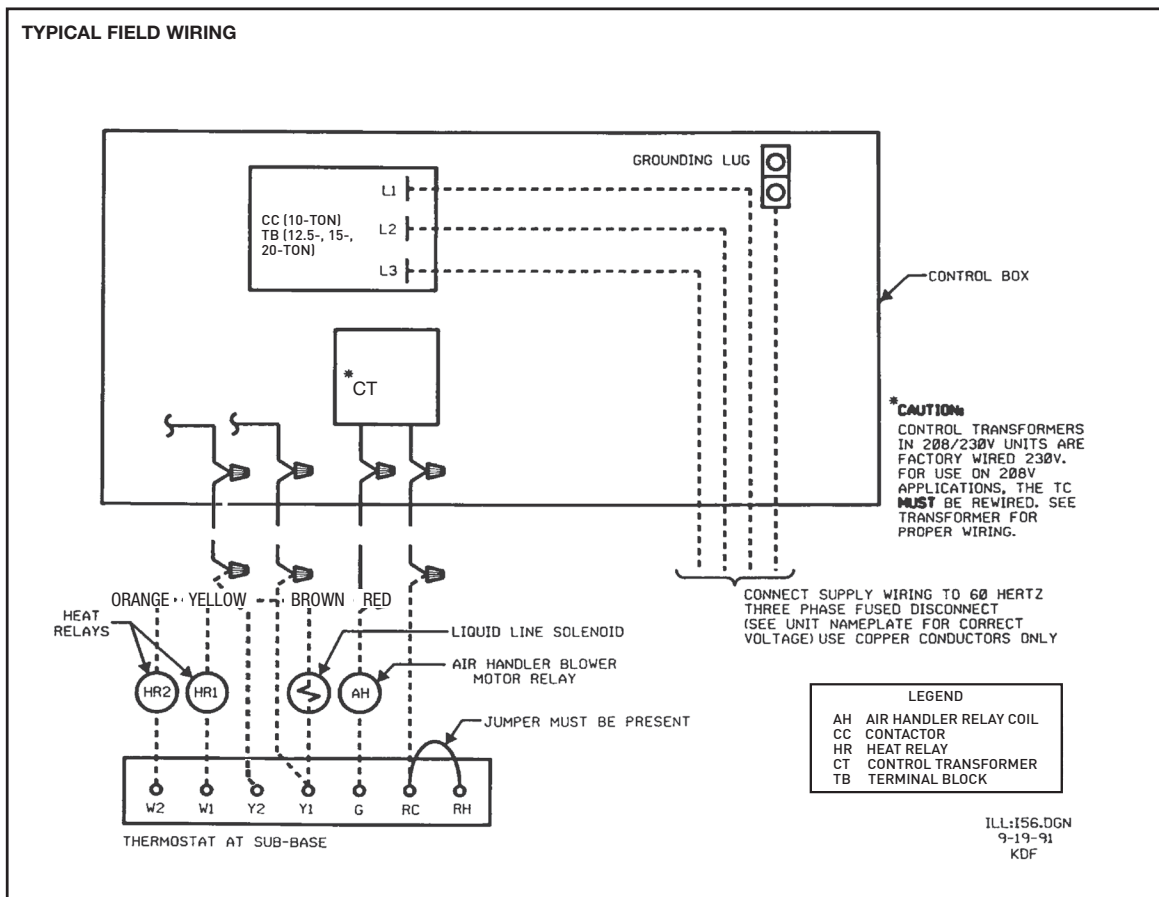 TYPICAL FIELD WIRING
GROUNDING LUG
L1
CC (10-TON)
TB (12.5-, 15-,
20-TON)
L2
L3
CONTROL BOX
*
CT
*
CAUTION:
CONTROL TRANSFORMERS
IN 208/230V UNITS ARE
FACTORY WIRED 230V.
FOR USE ON 208V
APPLICATIONS, THE TC
MUST BE REWIRED. SEE
TRANSFORMER FOR
PROPER WIRING.
ORANGE YELLOW BROWN RED
HEAT
RELAYS
CONNECT SUPPLY WIRING TO 60 HERTZ
THREE PHASE FUSED DISCONNECT
(SEE UNIT NAMEPLATE FOR CORRECT
VOLTAGE) USE COPPER CONDUCTORS ONLY
LIQUID LINE SOLENOID
AIR HANDLER BLOWER
MOTOR RELAY
HR2 HR1 AH
JUMPER MUST BE PRESENT
LEGEND
AH AIR HANDLER RELAY COIL
CC CONTACTOR
HR HEAT RELAY
CT CONTROL TRANSFORMER
TB TERMINAL BLOCK
W2 W1 Y2 Y1 G RC RH
THERMOSTAT AT SUB-BASE
ILL:I56.DGN
9-19-91
KDF